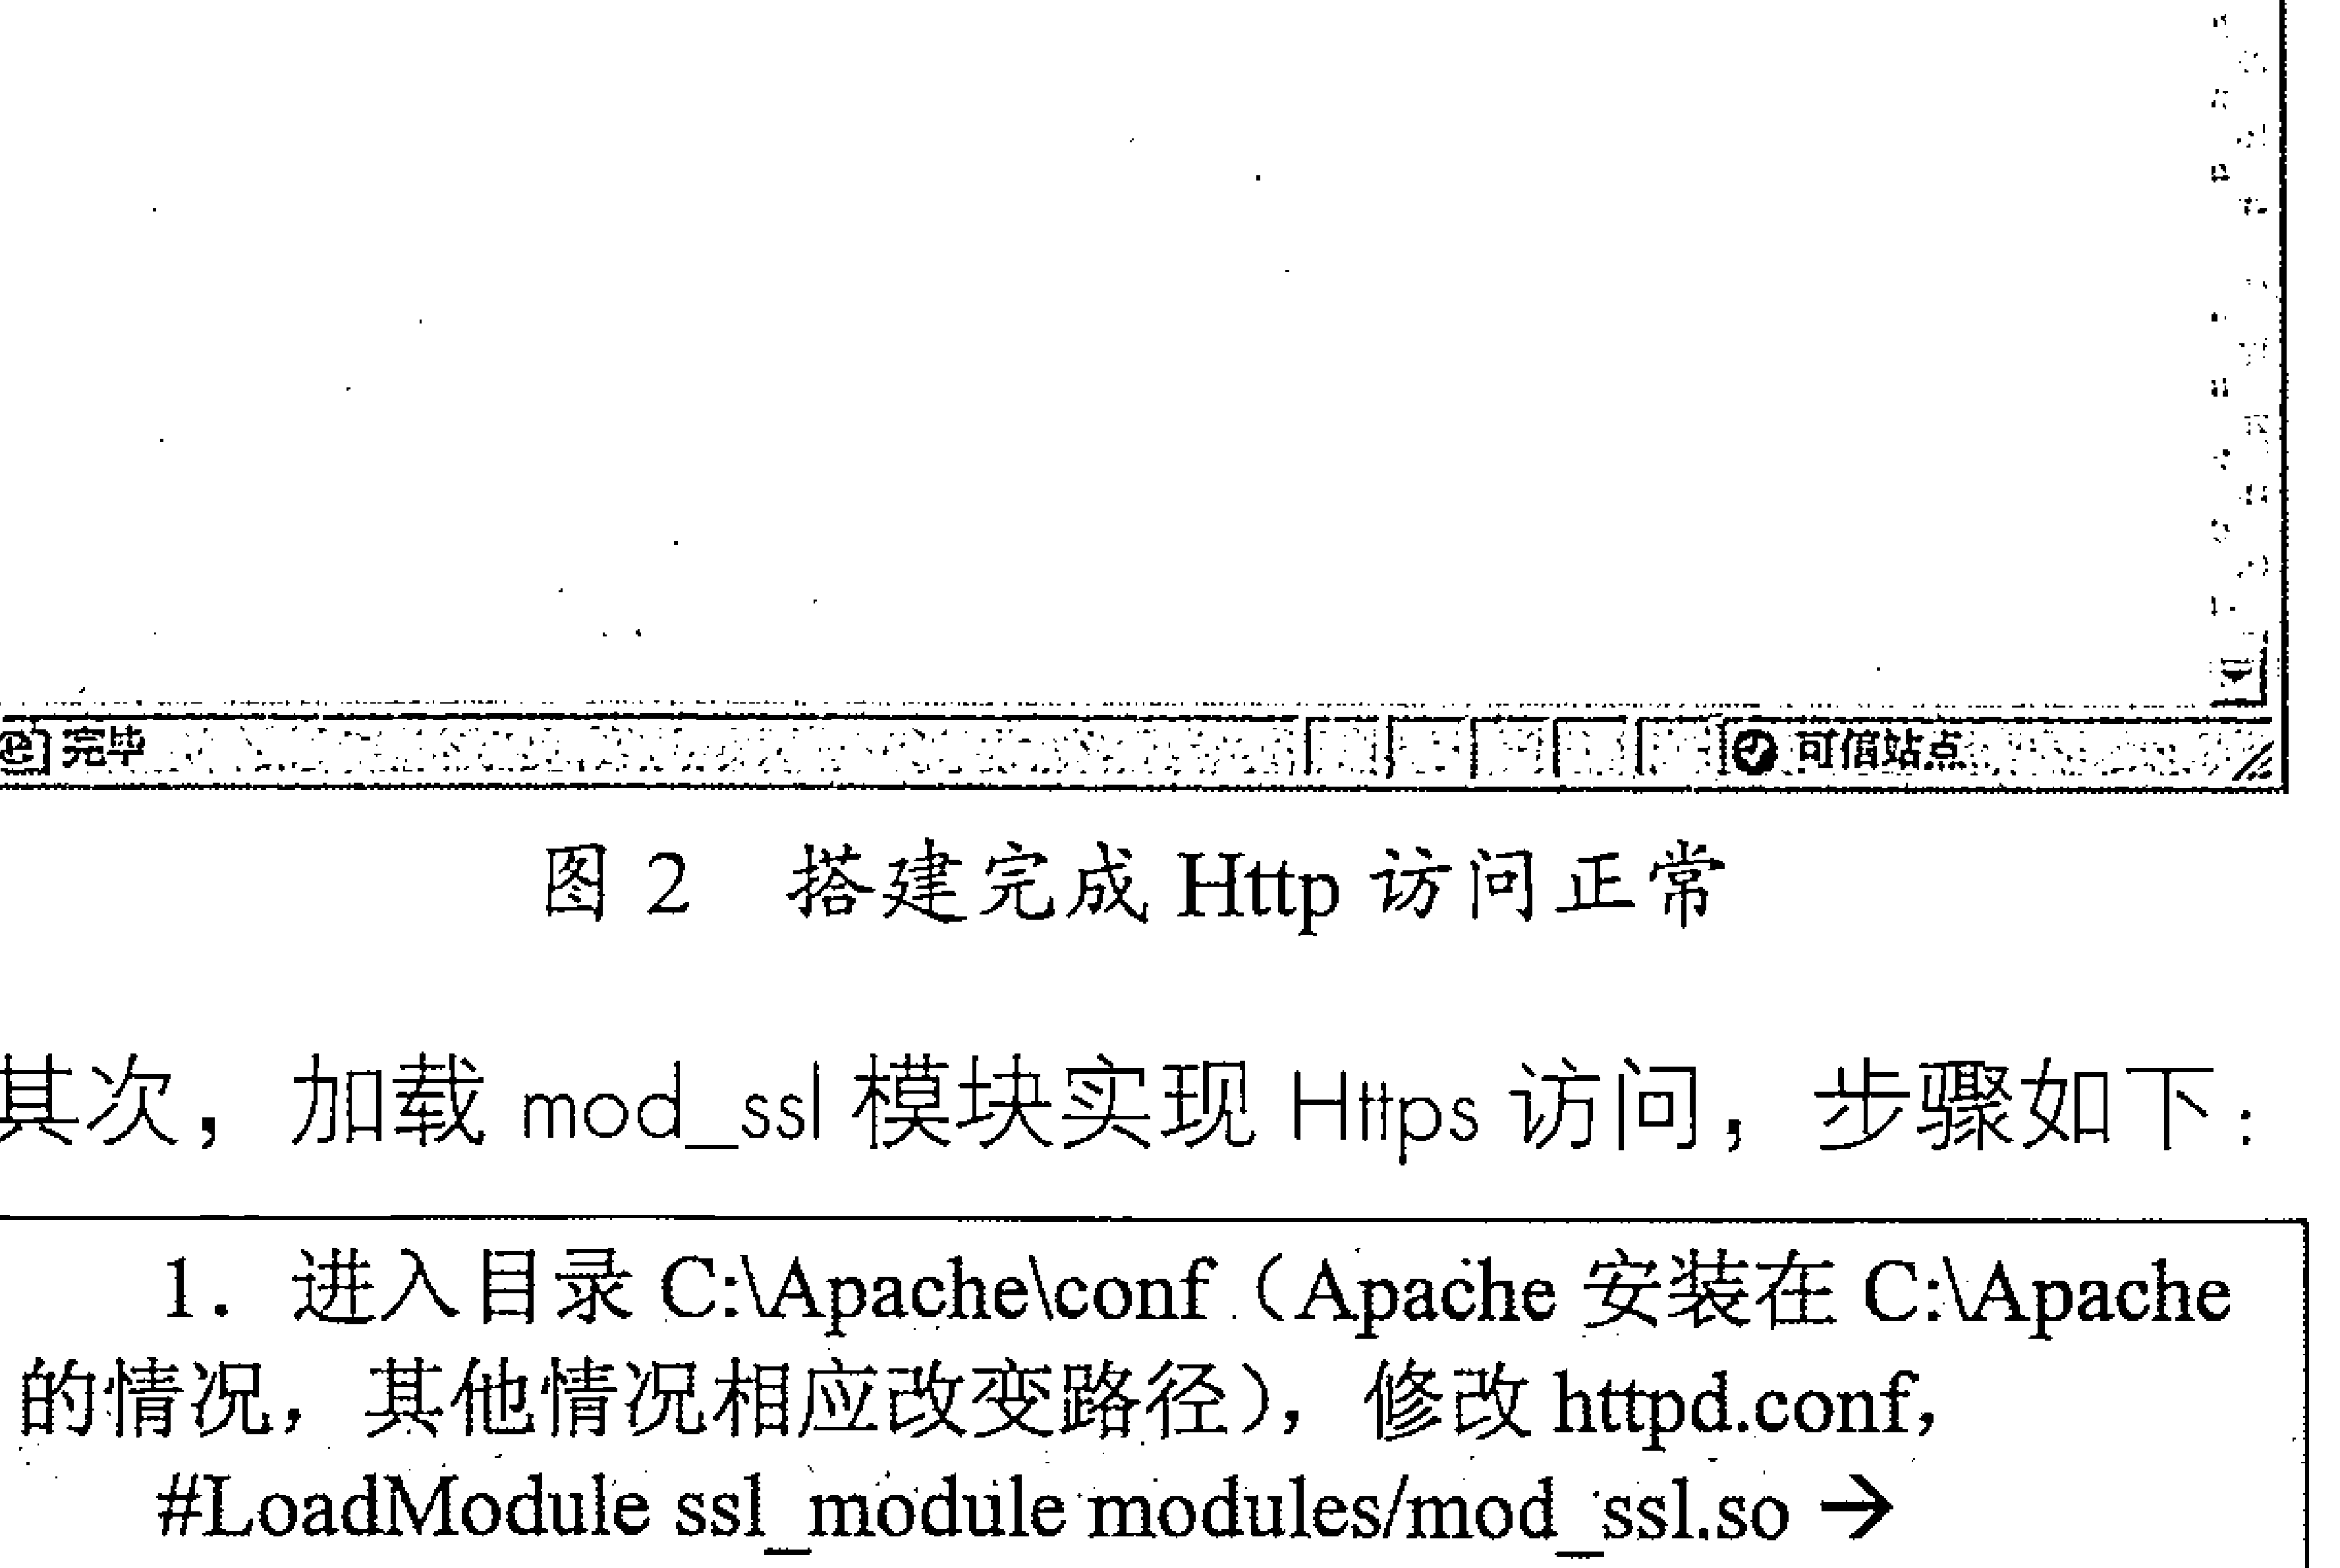 完毕
可信站点
图 2 搭建完成 Http 访问正常
其次，加载 mod_ssl 模块实现 Https 访问，步骤如下：
1．进入目录 C:\Apache\conf（Apache 安装在 C:\Apache
的情况，其他情况相应改变路径），修改 httpd.conf，
#LoadModule ssl_module modules/mod_ssl.so →